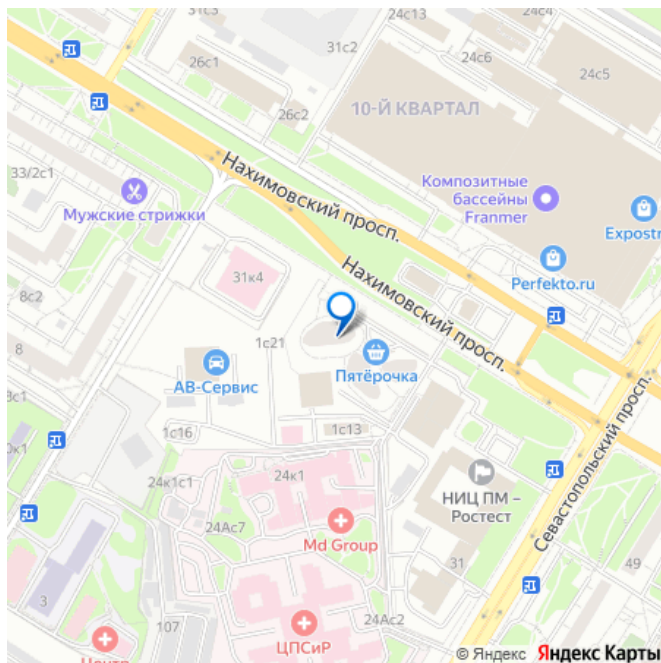 31с3
24с13
24с4
26с1
31с2
24с6
24с5
26с2
10-Й КВАРТАЛ
33/2с1
Нахимовский просп.
Композитные
бассейны
Franmer
Мужские стрижки
Expostr
Perfekto.ru
31к4
Нахимовский просп.
8с2
8
1с21
Пятёрочка
АВ-Сервис
Севастопольский просп.
1с16
1с13
24к1с1
24к1
НИЦ ПМ –
Ростест
24Ас7
Md Group
31
49
3
107
24Ас2
ЦПСиР
Центр
© Яндекс Яндекс Карты